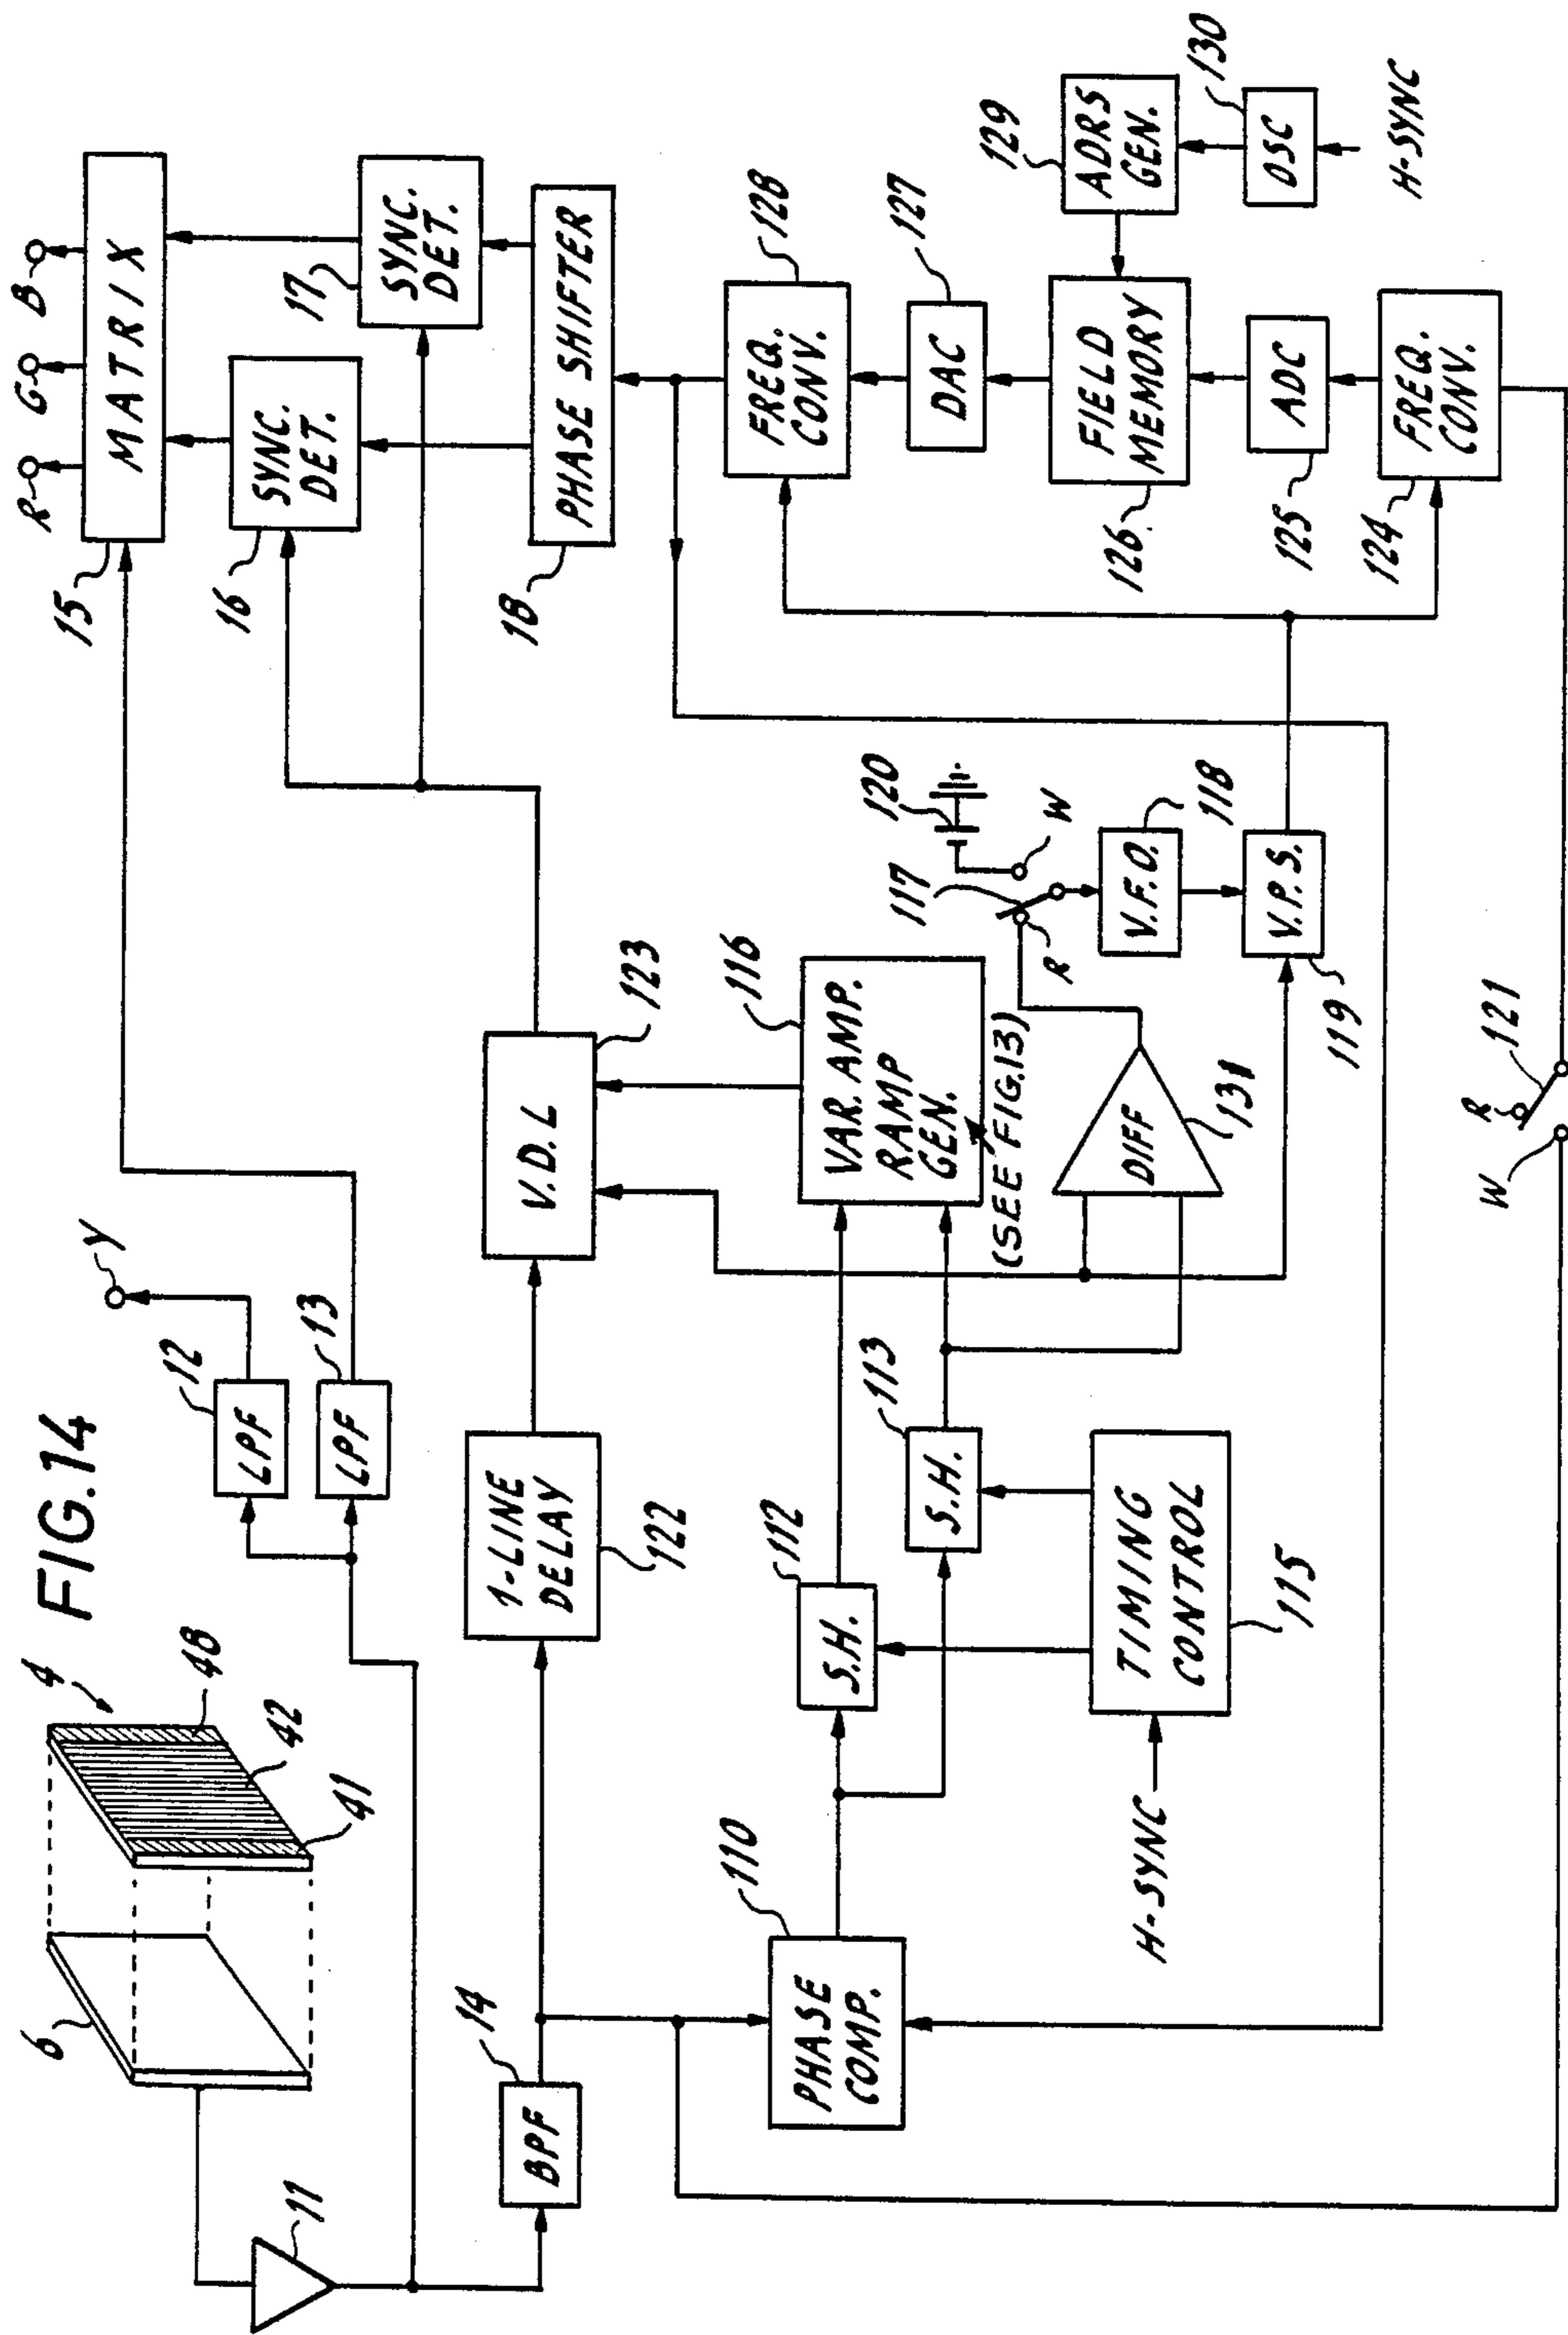 FIG.14
6
4
48
42
41
11
12
LPF
Y
13
LPF
14
BPF
1-LINE
DELAY
122
V.D.L
123
R
G
B
MATRIX
15
SYNC.
DET.
16
SYNC.
DET.
17
PHASE SHIFTER
18
110
PHASE
COMP.
112
S.H.
113
S.H.
TIMING
CONTROL
115
H-SYNC
116
VAR. AMP.
RAMP
GEN.
(SEE FIG.13)
DIFF
131
117
R
W
120
V.F.O.
118
V.P.S.
119
FREQ.
CONV.
128
DAC
127
FIELD
MEMORY
126
ADC
125
FREQ.
CONV.
124
129
ADRS
GEN.
130
OSC
H-SYNC
W
R
121